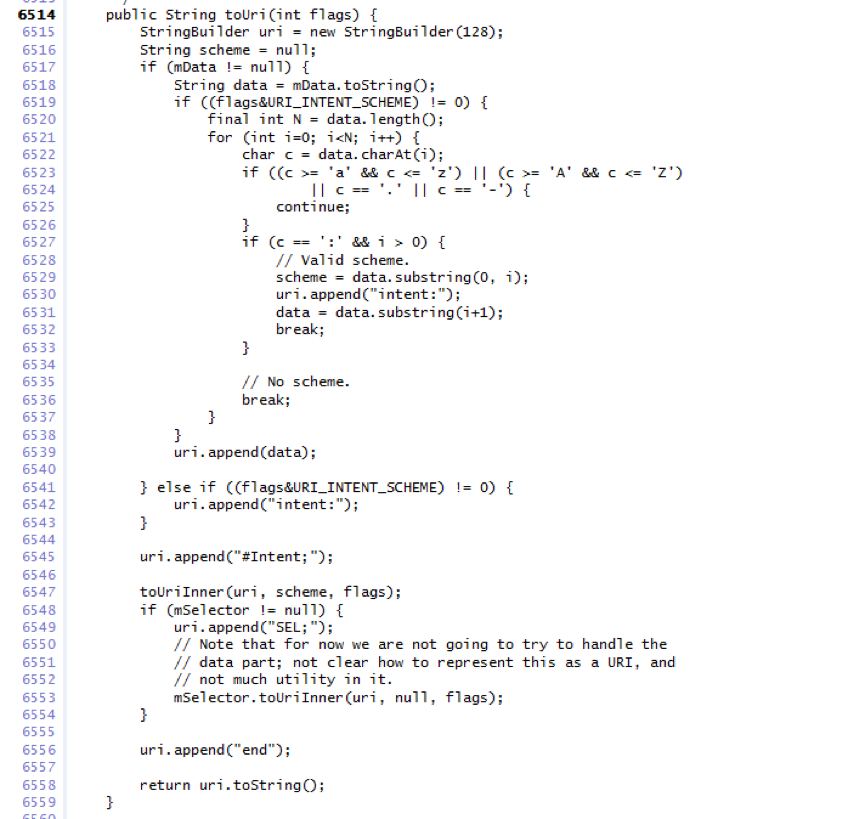 6514 public String toUri(int flags) {
6515 StringBuilder uri = new StringBuilder(128);
6516 String scheme = null;
6517 if (mData != null) {
6518 String data = mData.toString();
6519 if ((flags&URI_INTENT_SCHEME) != 0) {
6520 final int N = data.length();
6521 for (int i=0; i<N; i++) {
6522 char c = data.charAt(i);
6523 if ((c >= 'a' && c <= 'z') || (c >= 'A' && c <= 'Z')
6524 || c == '.' || c == '-') {
6525 continue;
6526 }
6527 if (c == ':' && i > 0) {
6528 // Valid scheme.
6529 scheme = data.substring(0, i);
6530 uri.append("intent:");
6531 data = data.substring(i+1);
6532 break;
6533 }
6534
6535 // No scheme.
6536 break;
6537 }
6538 }
6539 uri.append(data);
6540
6541 } else if ((flags&URI_INTENT_SCHEME) != 0) {
6542 uri.append("intent:");
6543 }
6544
6545 uri.append("#Intent;");
6546
6547 toUriInner(uri, scheme, flags);
6548 if (mSelector != null) {
6549 uri.append("SEL;");
6550 // Note that for now we are not going to try to handle the
6551 // data part; not clear how to represent this as a URI, and
6552 // not much utility in it.
6553 mSelector.toUriInner(uri, null, flags);
6554 }
6555
6556 uri.append("end");
6557
6558 return uri.toString();
6559 }